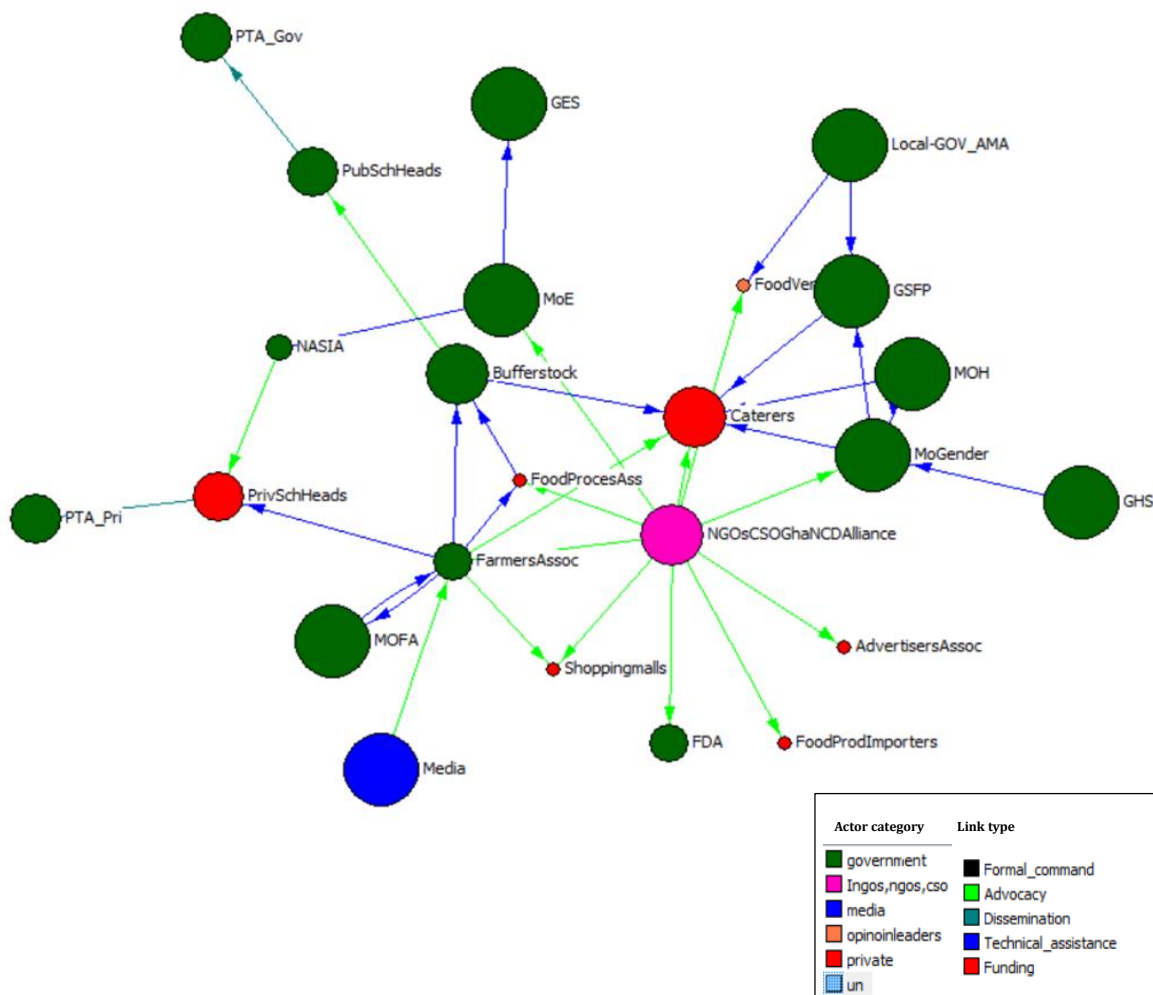 PTA_Gov
GES
Local-GOV_AMA
PubSchHeads
FoodVen
GSFP
MoE
NASIA
Bufferstock
MOH
Caterers
MoGender
FoodProcesAss
PrivSchHeads
GHS
PTA_Pri
NGOsCSOGhaNCDAlliance
FarmersAssoc
MOFA
AdvertisersAssoc
Shoppingmalls
FDA
FoodProdImporters
Media
Actor category Link type
government
Formal_command
Ingos,ngos,cso
Advocacy
media
Dissemination
opinoinleaders
Technical_assistance
private
Funding
un